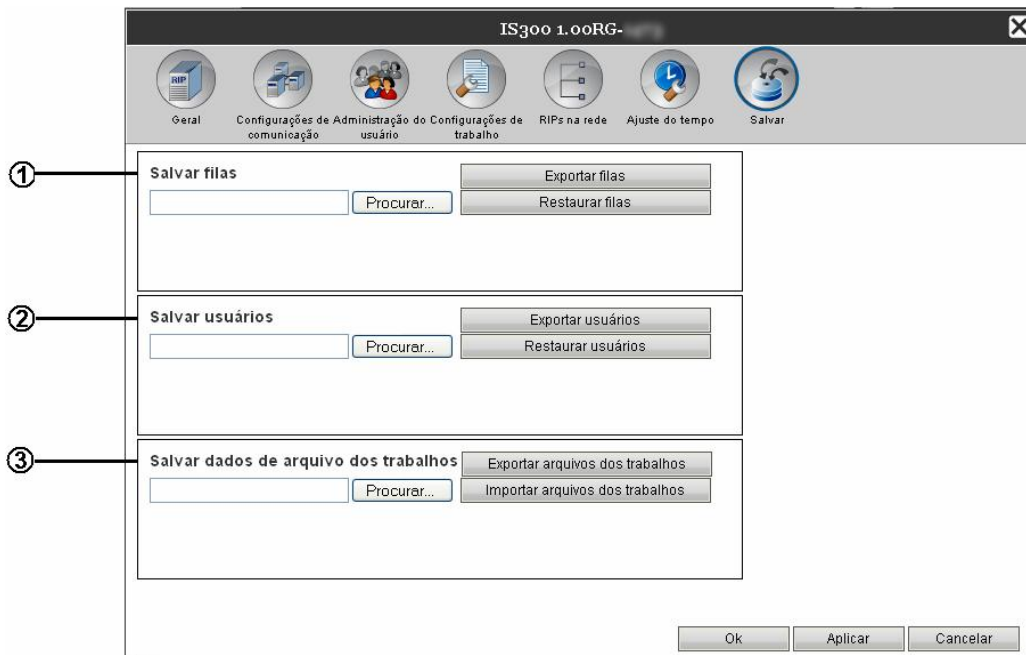 IS300 1.00RG-
RIP
Geral
Configurações de comunicação
Administração do usuário
Configurações de trabalho
RIPs na rede
Ajuste do tempo
Salvar
1
Salvar filas
Exportar filas
Procurar...
Restaurar filas
2
Salvar usuários
Exportar usuários
Procurar...
Restaurar usuários
3
Salvar dados de arquivo dos trabalhos
Exportar arquivos dos trabalhos
Procurar...
Importar arquivos dos trabalhos
Ok
Aplicar
Cancelar